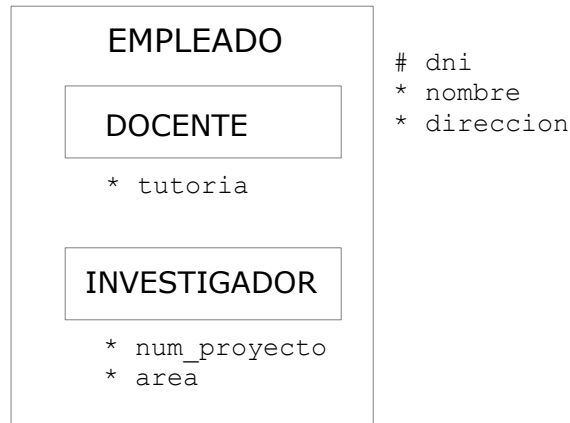 EMPLEADO
# dni
* nombre
* direccion
DOCENTE
* tutoria
INVESTIGADOR
* num_proyecto
* area